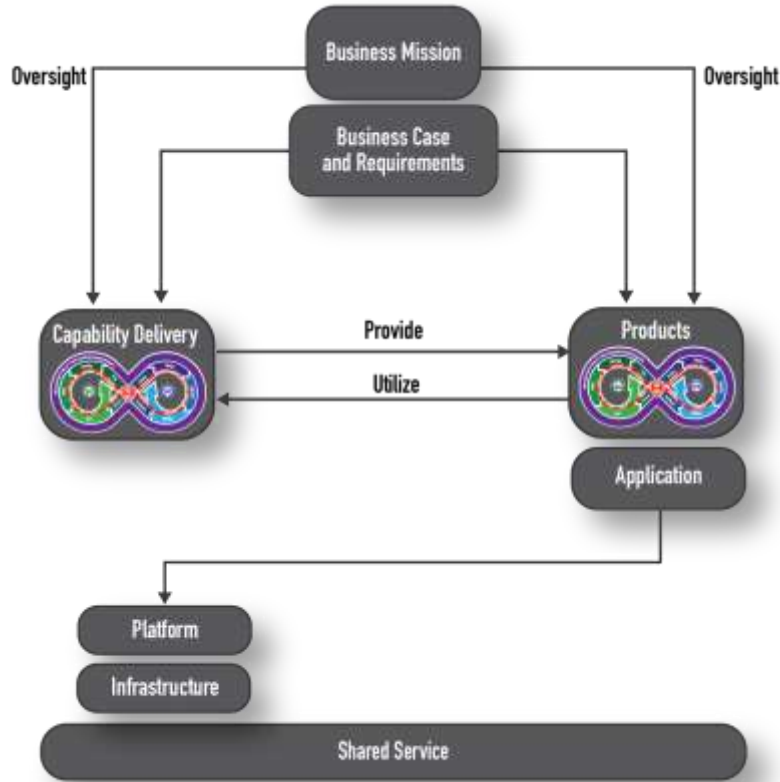 Business Mission
Oversight
Oversight
Business Case
and Requirements
Capability Delivery
Provide
Products
Utilize
Application
Platform
Infrastructure
Shared Service